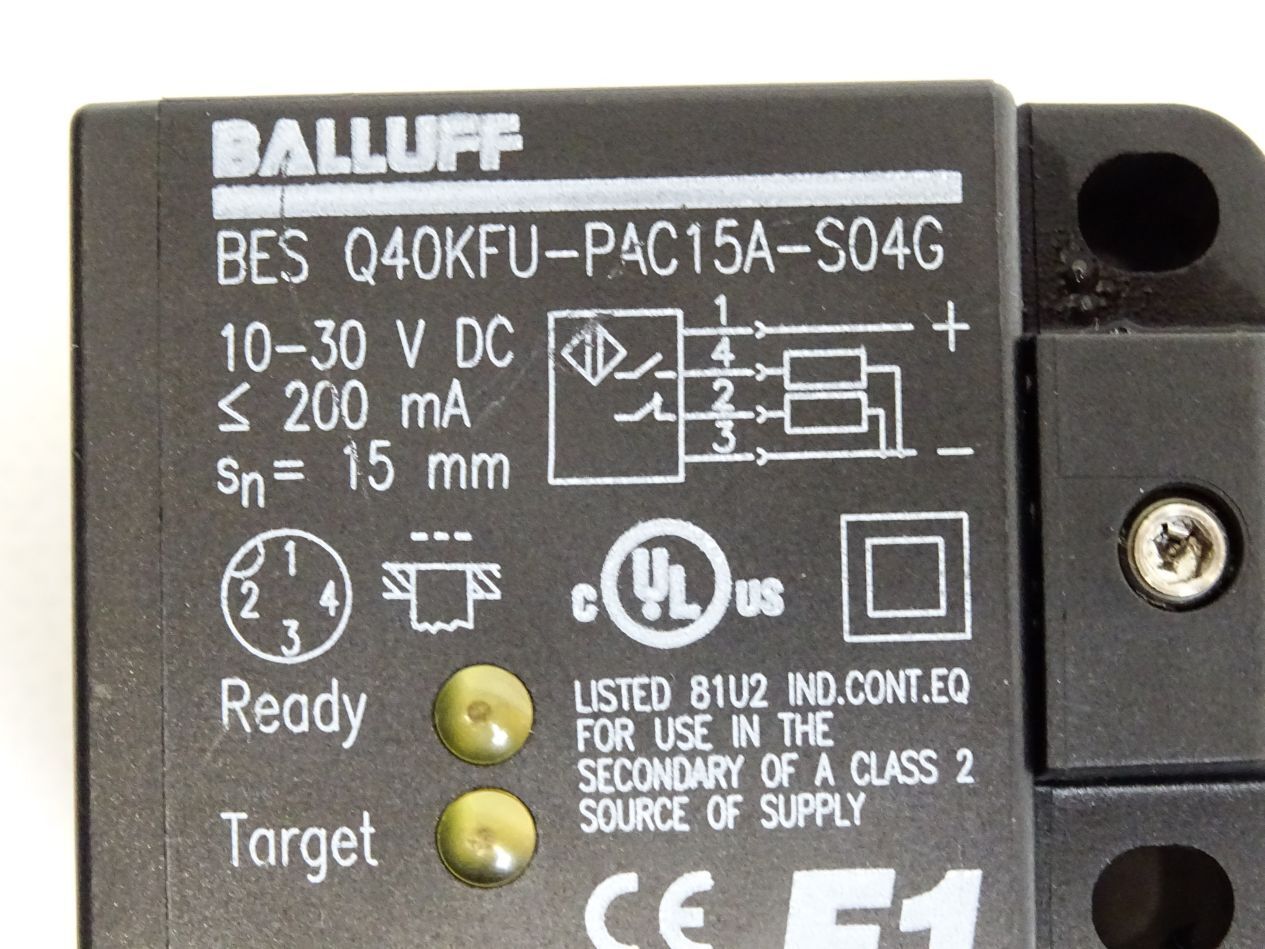 BALLUFF
BES Q40KFU-PAC15A-S04G
10-30 V DC
≤ 200 mA
sn= 15 mm
1 +
4
2
3 -
1
2 4
3
c UL us
Ready
LISTED 81U2 IND.CONT.EQ
FOR USE IN THE
SECONDARY OF A CLASS 2
SOURCE OF SUPPLY
Target
CE